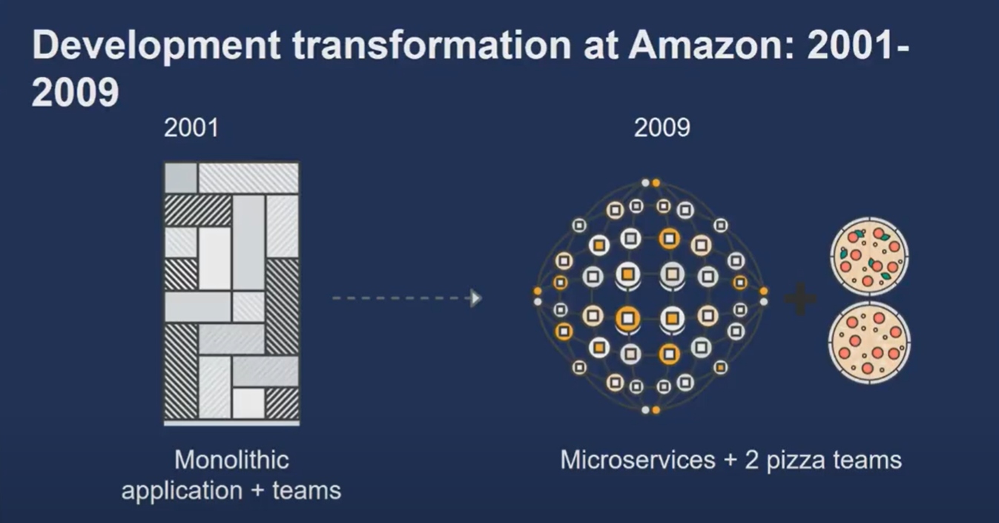 Development transformation at Amazon: 2001-
2009
2001
2009
Monolithic
application + teams
Microservices + 2 pizza teams